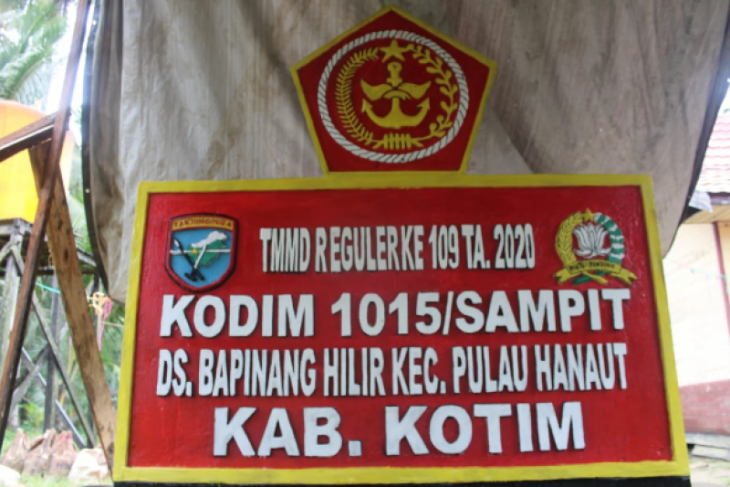 TMMD REGULER KE 109 TA. 2020
KODIM 1015/SAMPIT
DS. BAPINANG HILIR KEC. PULAU HANAUT
KAB. KOTIM